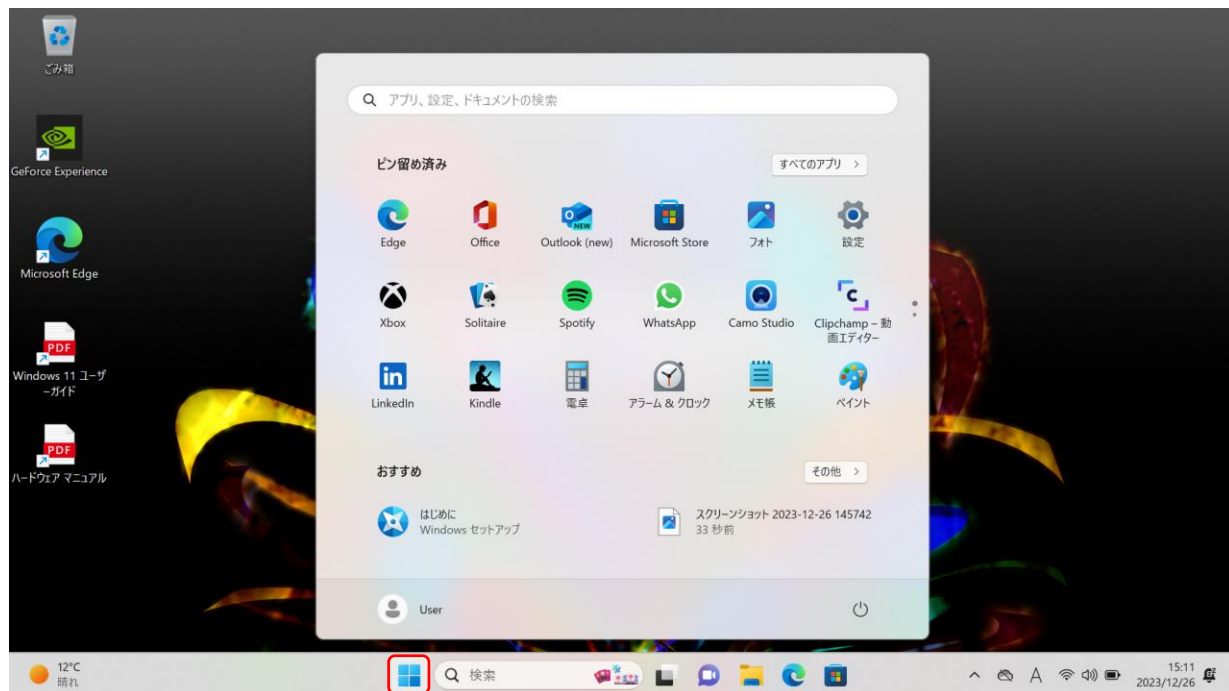 ごみ箱
GeForce Experience
Microsoft Edge
PDF
Windows 11 ユーザ
ーガイド
PDF
ハードウェア マニュアル
アプリ、設定、ドキュメントの検索
ピン留め済み
すべてのアプリ >
Edge
Office
NEW
Outlook (new)
Microsoft Store
フォト
設定
Xbox
Solitaire
Spotify
WhatsApp
Camo Studio
Clipchamp – 動
画エディター
in
LinkedIn
Kindle
電卓
アラーム & クロック
メモ帳
ペイント
おすすめ
その他 >
はじめに
Windows セットアップ
スクリーンショット 2023-12-26 145742
33 秒前
User
12°C
晴れ
検索
A
15:11
2023/12/26